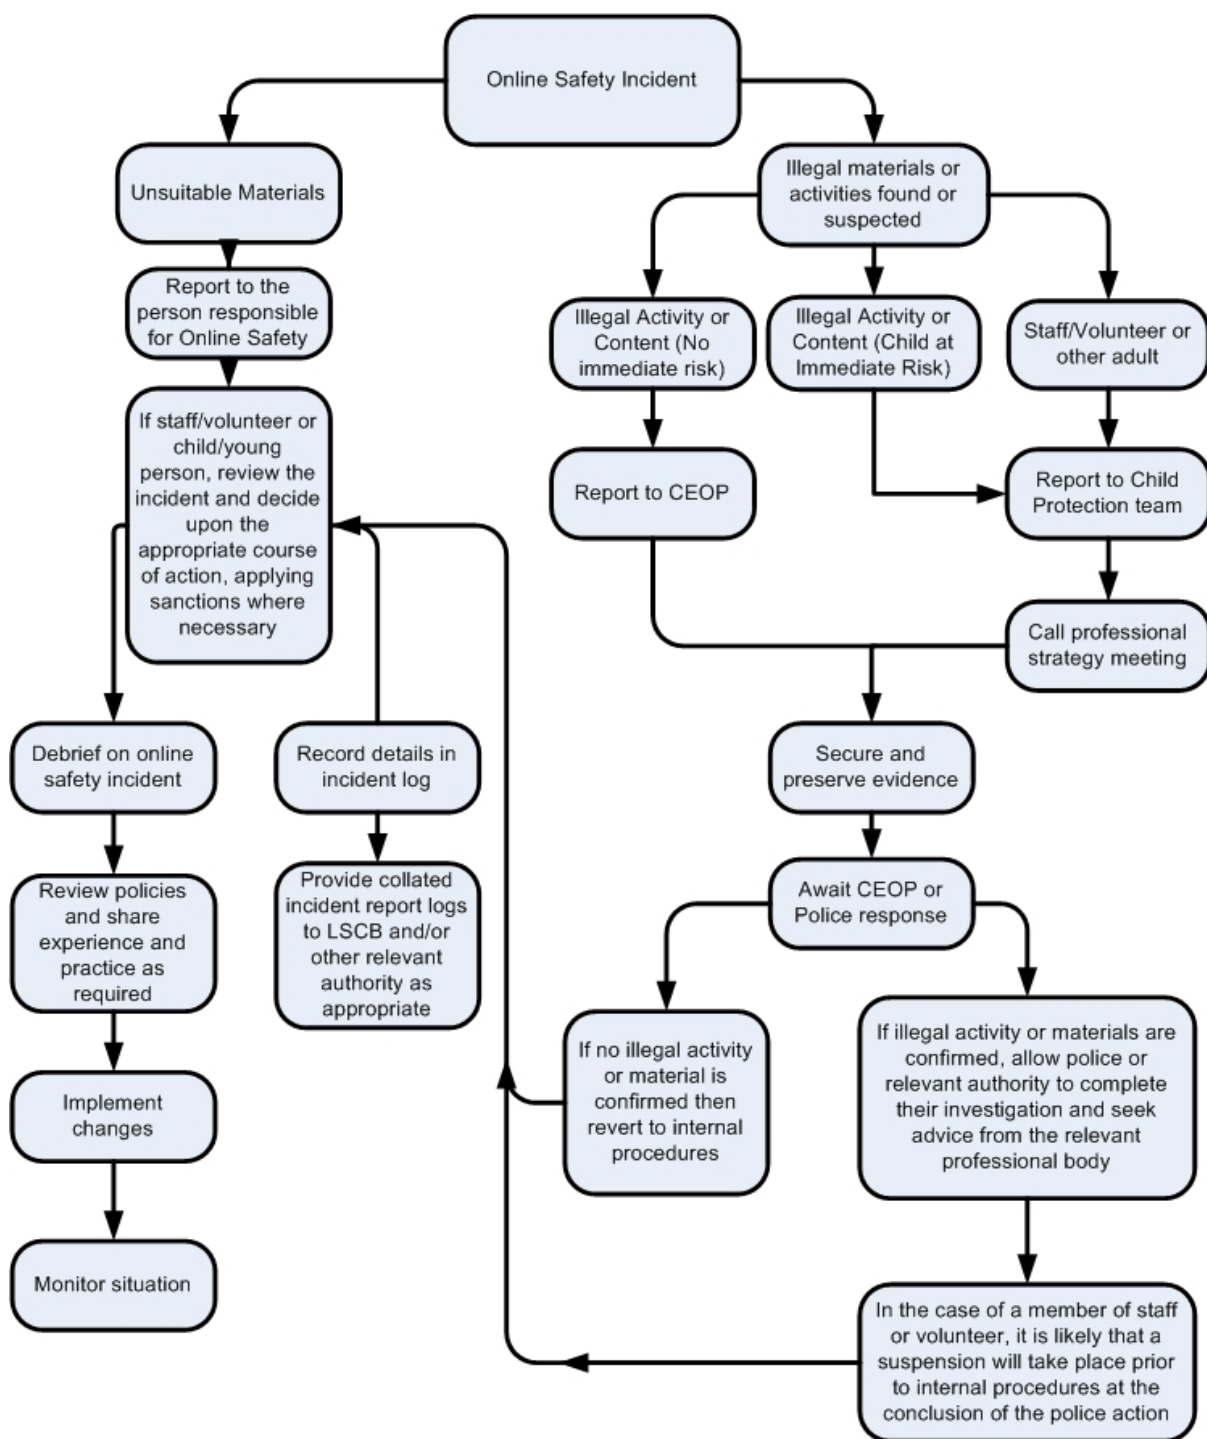 Online Safety Incident
Unsuitable Materials
Illegal materials or
activities found or
suspected
Report to the
person responsible
for Online Safety
Illegal Activity or
Content (No
immediate risk)
Illegal Activity or
Content (Child at
Immediate Risk)
Staff/Volunteer or
other adult
If staff/volunteer or
child/young
person, review the
incident and decide
upon the
appropriate course
of action, applying
sanctions where
necessary
Report to CEOP
Report to Child
Protection team
Call professional
strategy meeting
Debrief on online
safety incident
Record details in
incident log
Secure and
preserve evidence
Review policies
and share
experience and
practice as
required
Provide collated
incident report logs
to LSCB and/or
other relevant
authority as
appropriate
Await CEOP or
Police response
If no illegal activity
or material is
confirmed then
revert to internal
procedures
If illegal activity or materials are
confirmed, allow police or
relevant authority to complete
their investigation and seek
advice from the relevant
professional body
Implement
changes
Monitor situation
In the case of a member of staff
or volunteer, it is likely that a
suspension will take place prior
to internal procedures at the
conclusion of the police action